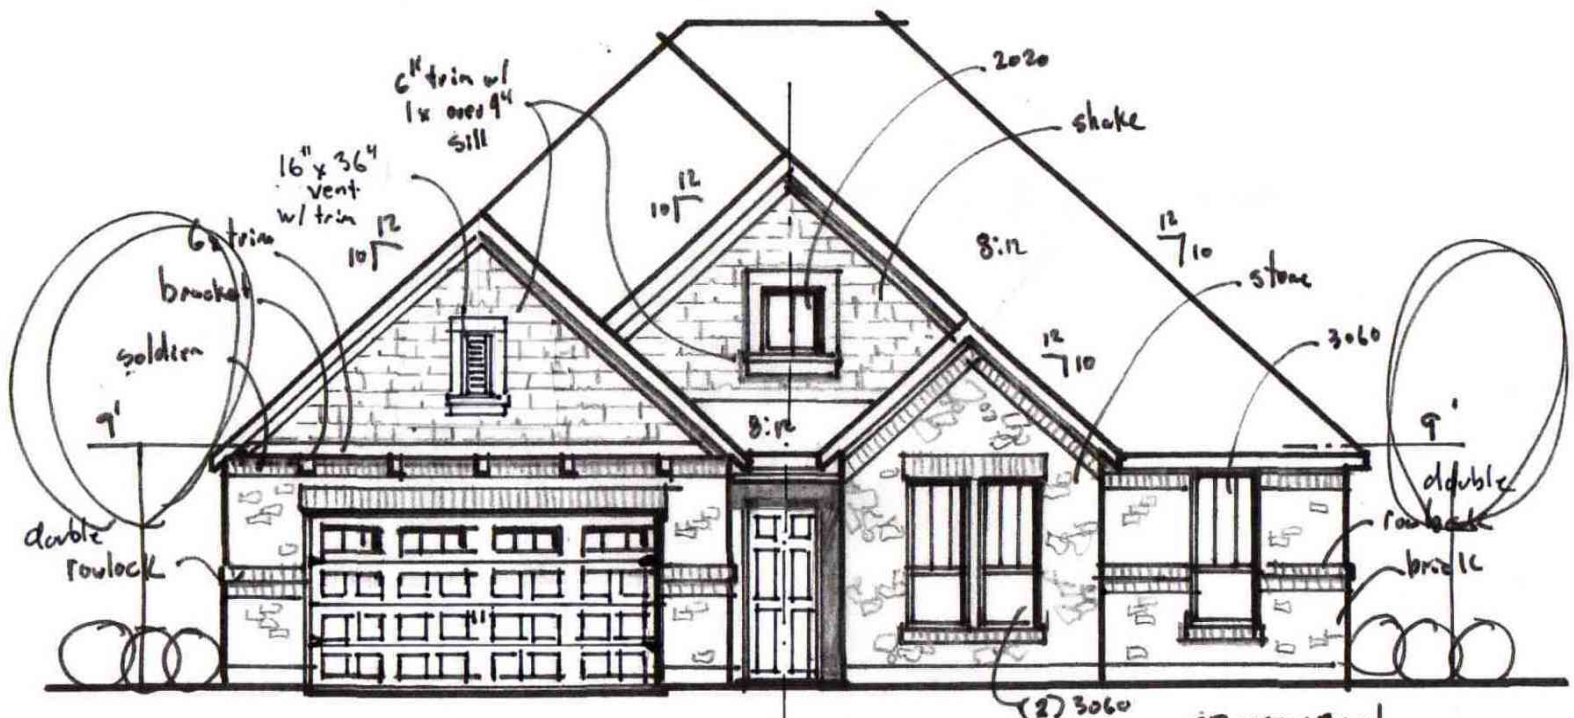 2020
6" trim w/
1x over 4"
sill
shake
16" x 36"
vent
w/ trim
12
10
12
10
12
10
8:12
6x trim
bracket
stone
soldier
12
10
3060
9'
9'
8:12
double
rowlock
double
rowlock
brick
(2) 3060